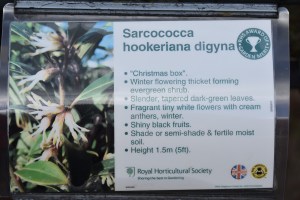 Sarcococca
hookeriana digyna
• "Christmas box".
• Winter flowering thicket forming
evergreen shrub.
• Slender, tapered dark-green leaves.
• Fragrant tiny white flowers with cream
anthers, winter.
• Shiny black fruits.
• Shade or semi-shade & fertile moist
soil.
• Height 1.5m (5ft).
Royal Horticultural Society